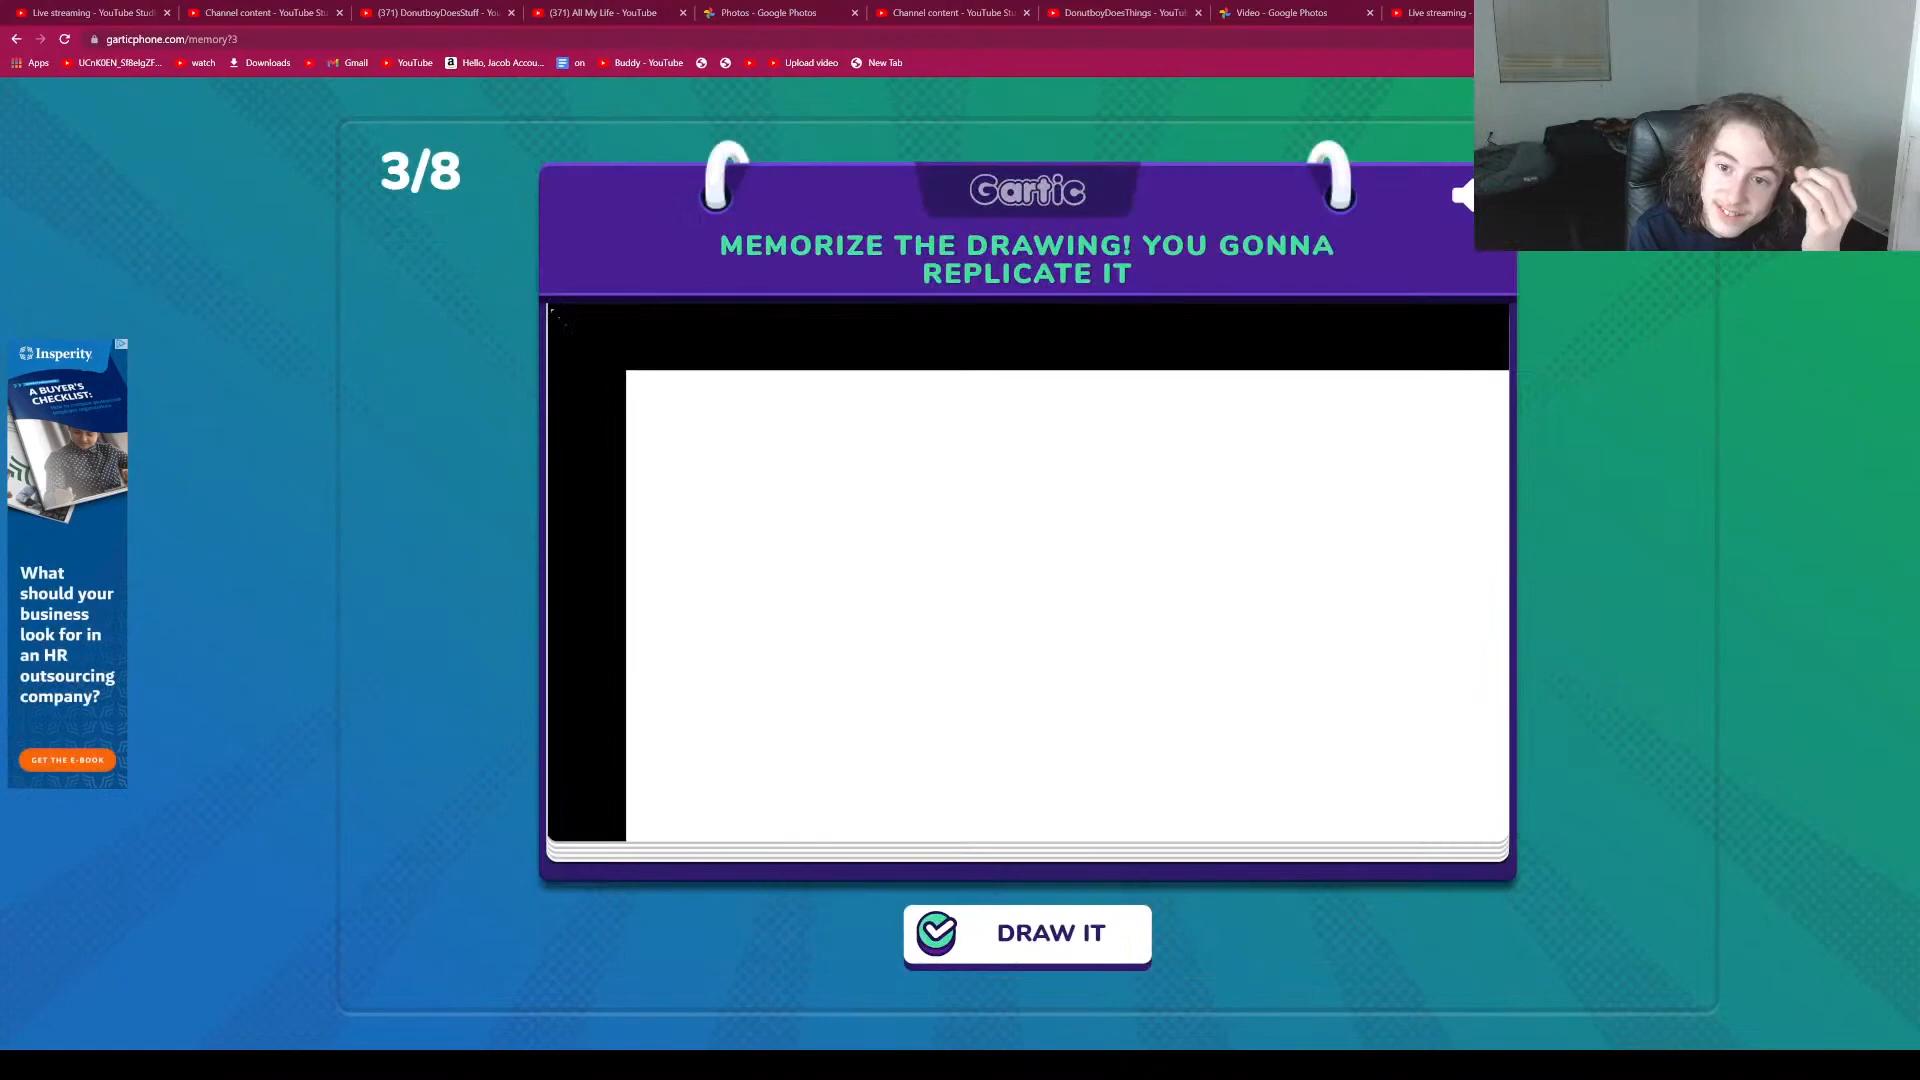 Live streaming - YouTube Studi
Channel content - YouTube Stu
(371) DonutboyDoesStuff - You
(371) All My Life - YouTube
Photos - Google Photos
Channel content - YouTube Stu
DonutboyDoesThings - YouTub
Video - Google Photos
Live streaming -
garticphone.com/memory?3
Apps
UCnK0EN_Sf8elgZF...
watch
Downloads
Gmail
YouTube
Hello, Jacob Accou...
on
Buddy - YouTube
Upload video
New Tab
3/8
Gartic
MEMORIZE THE DRAWING! YOU GONNA
REPLICATE IT
Insperity
A BUYER'S
CHECKLIST:
What
should your
business
look for in
an HR
outsourcing
company?
GET THE E-BOOK
DRAW IT